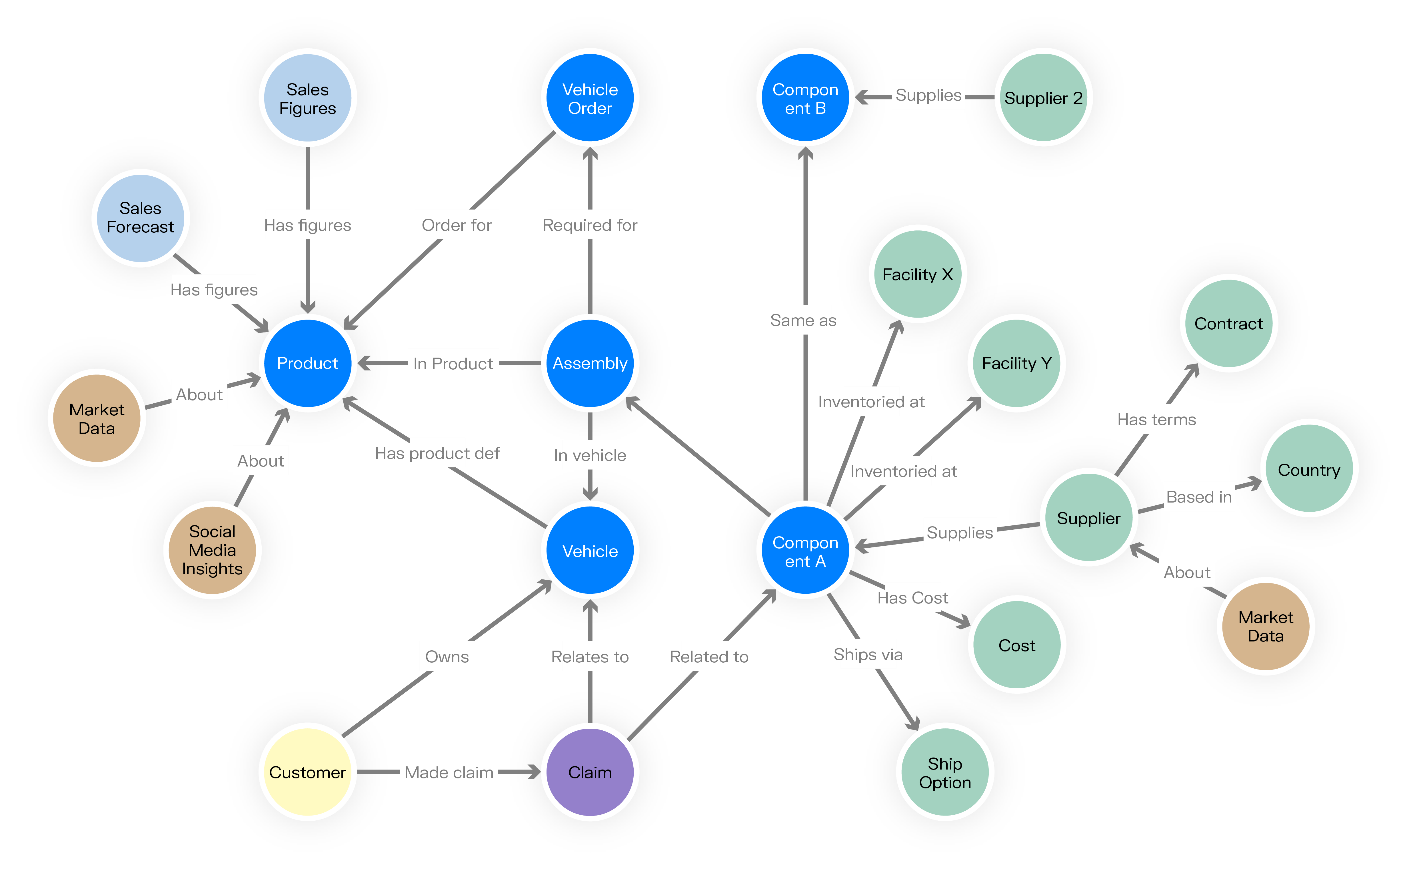 Sales
Figures
Vehicle
Order
Compon
ent B
Supplies
Supplier 2
Sales
Forecast
Has figures
Order for
Required for
Facility X
Has figures
Same as
Contract
Product
In Product
Assembly
Facility Y
About
Market
Data
Inventoried at
Has terms
About
Has product def
In vehicle
Inventoried at
Based in
Country
Social
Media
Insights
Vehicle
Compon
ent A
Supplies
Supplier
About
Has Cost
Market
Data
Owns
Relates to
Related to
Ships via
Cost
Customer
Made claim
Claim
Ship
Option